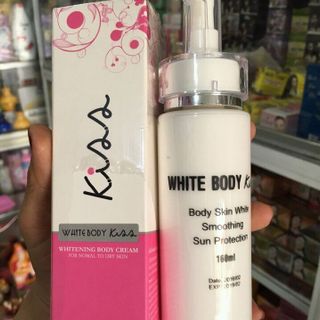 Kiss
WHITE BODY Kiss
WHITENING BODY CREAM
FOR NOMAL TO DRY SKIN
WHITE BODY Kiss
Body Skin White
Smoothing
Sun Protection
160ml